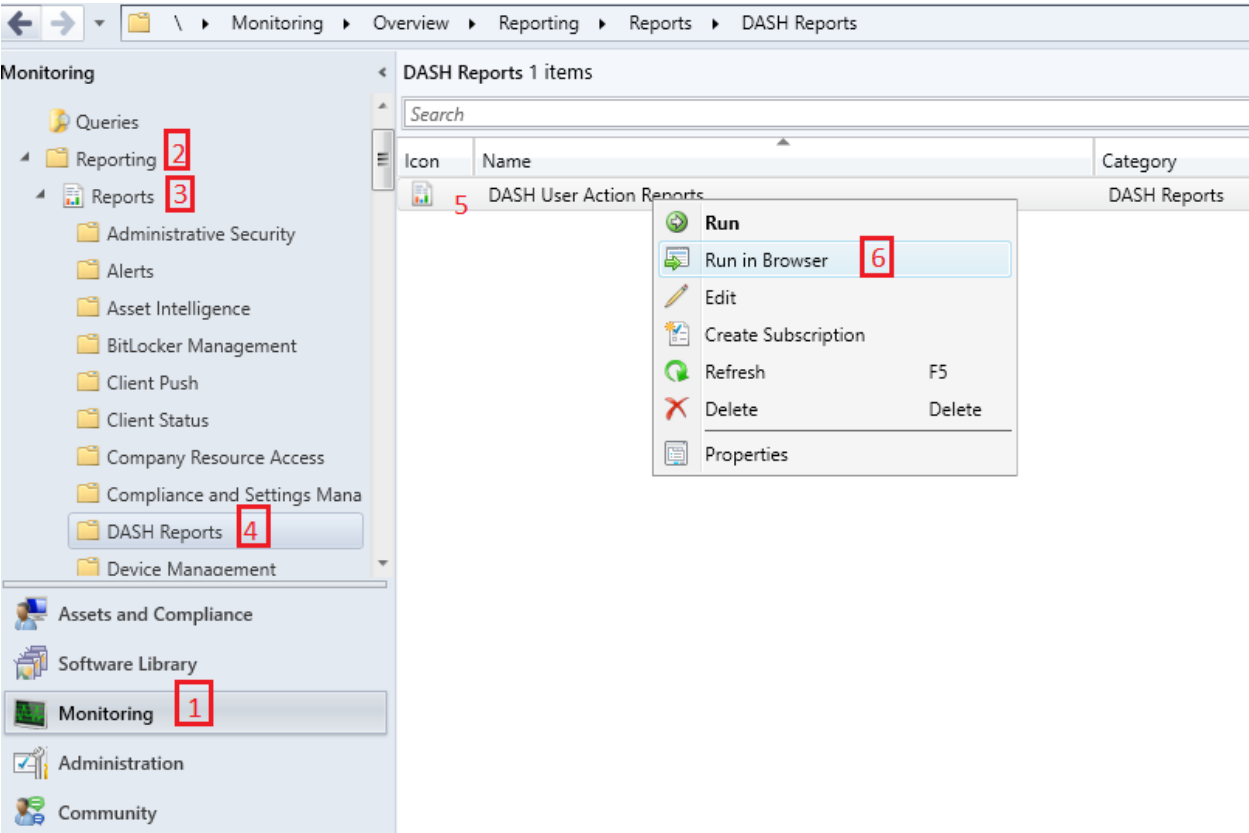 \ Monitoring Overview Reporting Reports DASH Reports
Monitoring
Queries
Reporting 2
Reports 3
Administrative Security
Alerts
Asset Intelligence
BitLocker Management
Client Push
Client Status
Company Resource Access
Compliance and Settings Mana
DASH Reports 4
Device Management
Assets and Compliance
Software Library
Monitoring 1
Administration
Community
DASH Reports 1 items
Search
Icon Name Category
5 DASH User Action Reports DASH Reports
Run
Run in Browser 6
Edit
Create Subscription
Refresh F5
Delete Delete
Properties